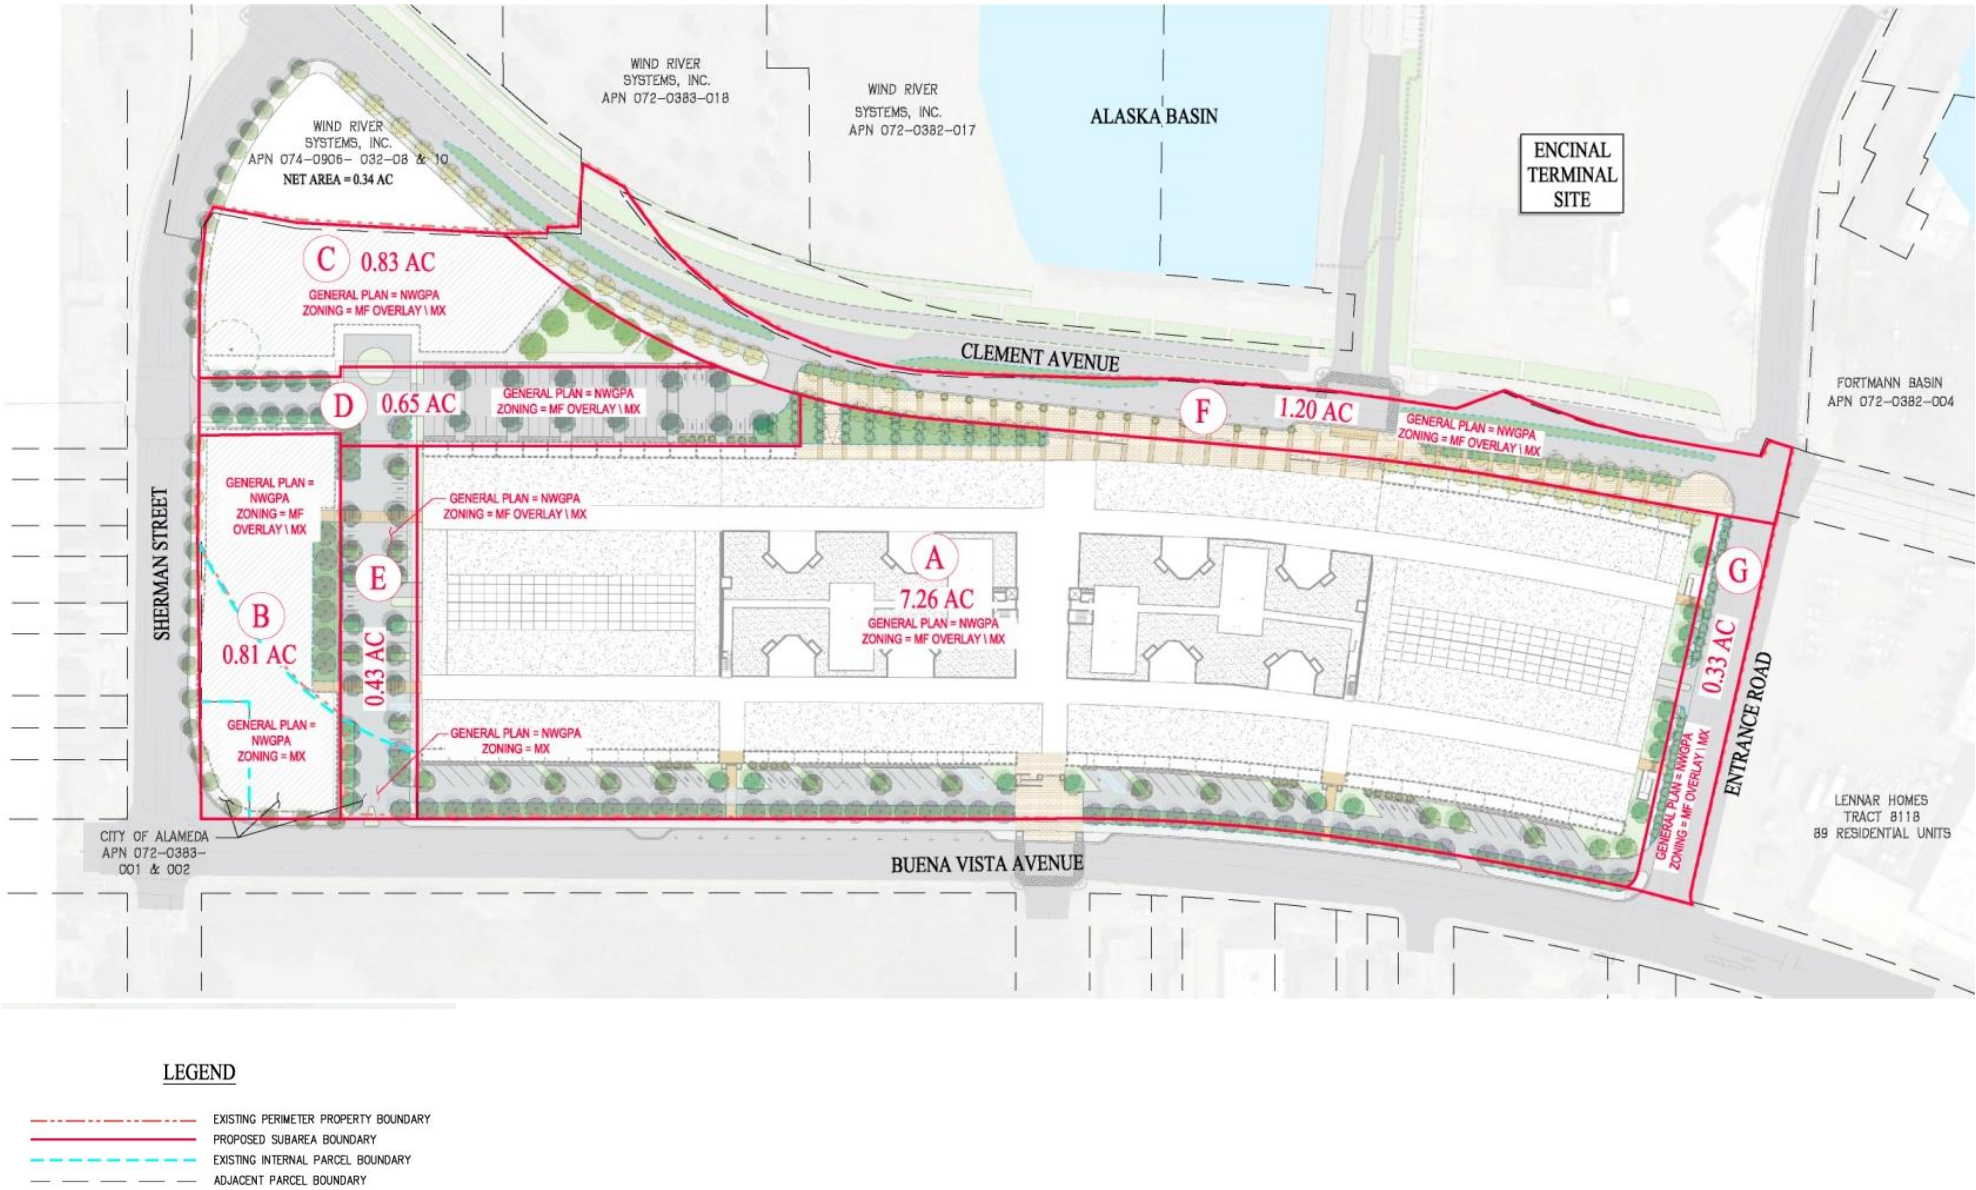 WIND RIVER
SYSTEMS, INC.
APN 072-0383-018
WIND RIVER
SYSTEMS, INC.
APN 072-0382-017
ALASKA BASIN
ENCINAL
TERMINAL
SITE
WIND RIVER
SYSTEMS, INC.
APN 074-0906- 032-08 & 10
NET AREA = 0.34 AC
C 0.83 AC
GENERAL PLAN = NWGPA
ZONING = MF OVERLAY \ MX
CLEMENT AVENUE
FORTMANN BASIN
APN 072-0382-004
D 0.65 AC
GENERAL PLAN = NWGPA
ZONING = MF OVERLAY \ MX
F 1.20 AC
GENERAL PLAN = NWGPA
ZONING = MF OVERLAY \ MX
SHERMAN STREET
GENERAL PLAN =
NWGPA
ZONING = MF
OVERLAY \ MX
GENERAL PLAN = NWGPA
ZONING = MF OVERLAY \ MX
E
0.43 AC
A
7.26 AC
GENERAL PLAN = NWGPA
ZONING = MF OVERLAY \ MX
G
0.33 AC
GENERAL PLAN = NWGPA
ZONING = MF OVERLAY \ MX
ENTRANCE ROAD
B
0.81 AC
GENERAL PLAN =
NWGPA
ZONING = MX
GENERAL PLAN = NWGPA
ZONING = MX
LENNAR HOMES
TRACT 8118
89 RESIDENTIAL UNITS
CITY OF ALAMEDA
APN 072-0383-
001 & 002
BUENA VISTA AVENUE
LEGEND
EXISTING PERIMETER PROPERTY BOUNDARY
PROPOSED SUBAREA BOUNDARY
EXISTING INTERNAL PARCEL BOUNDARY
ADJACENT PARCEL BOUNDARY